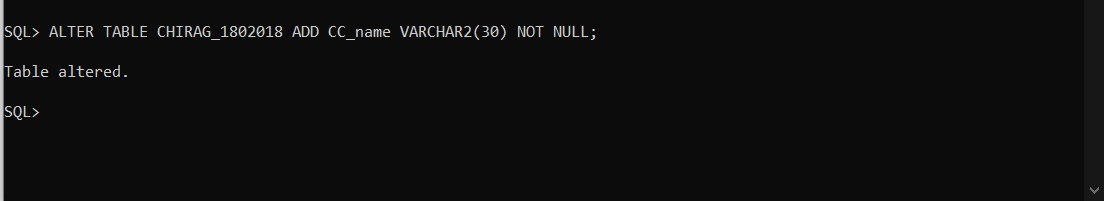 SQL> ALTER TABLE CHIRAG_1802018 ADD CC_name VARCHAR2(30) NOT NULL;
Table altered.
SQL>